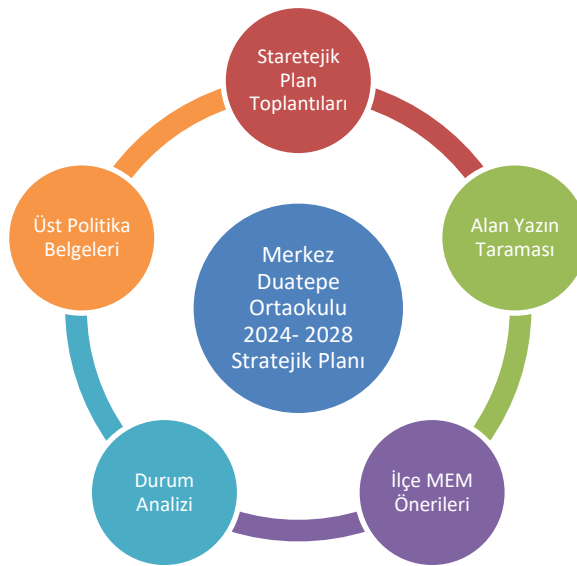 Staretejik
Plan
Toplantıları
Üst Politika
Belgeleri
Alan Yazın
Taraması
Merkez
Duatepe
Ortaokulu
2024- 2028
Stratejik Planı
Durum
Analizi
İlçe MEM
Önerileri